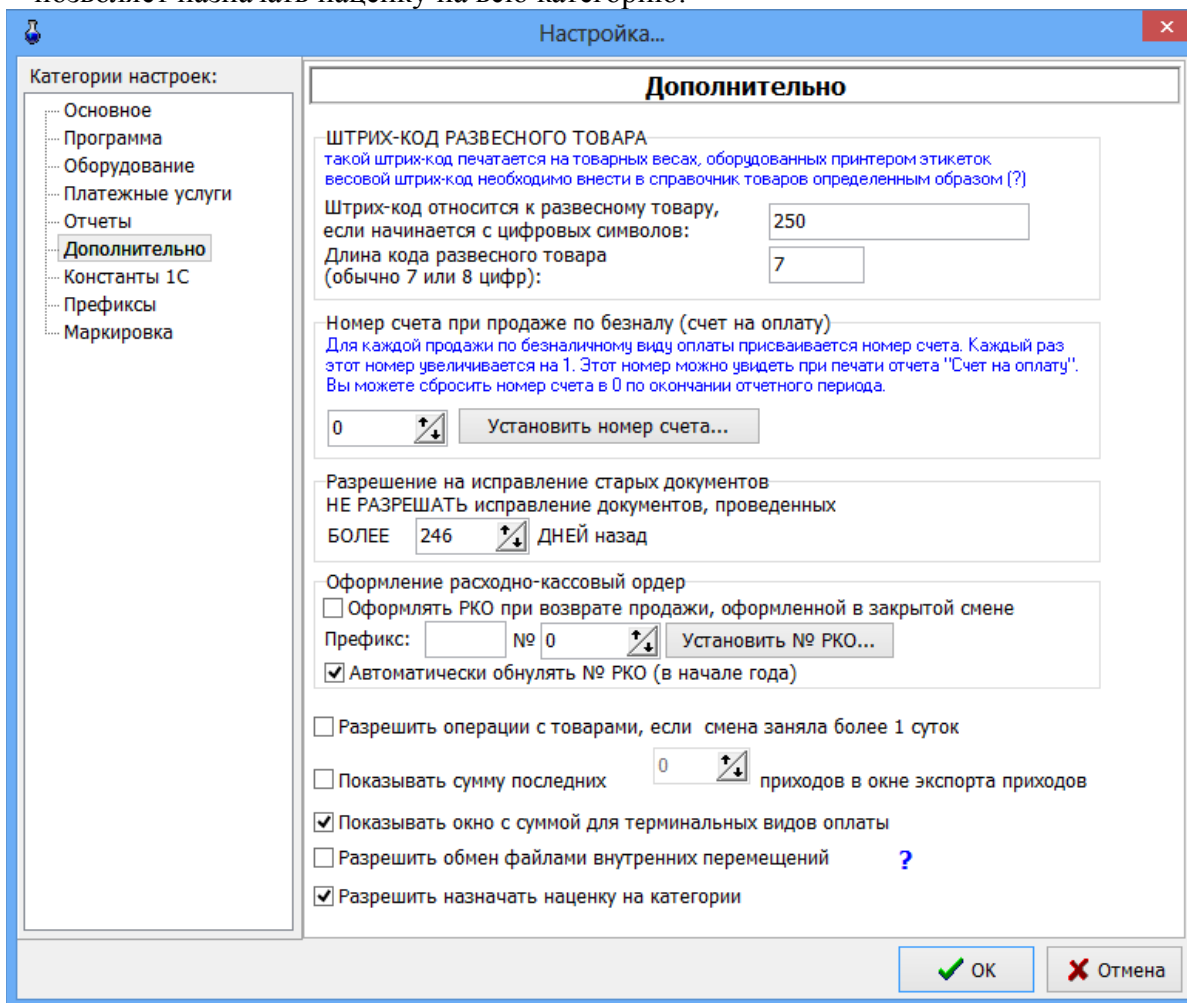 позволяет назначать наценку на всю категорию.
Настройка...
Категории настроек:
Основное
Программа
Оборудование
Платежные услуги
Отчеты
Дополнительно
Константы 1С
Префиксы
Маркировка
Дополнительно
ШТРИХ-КОД РАЗВЕСНОГО ТОВАРА
такой штрих-код печатается на товарных весах, оборудованных принтером этикеток
весовой штрих-код необходимо внести в справочник товаров определенным образом (?)
Штрих-код относится к развесному товару,
если начинается с цифровых символов:
250
Длина кода развесного товара
(обычно 7 или 8 цифр):
7
Номер счета при продаже по безналу (счет на оплату)
Для каждой продажи по безналичному виду оплаты присваивается номер счета. Каждый раз
этот номер увеличивается на 1. Этот номер можно увидеть при печати отчета "Счет на оплату".
Вы можете сбросить номер счета в 0 по окончании отчетного периода.
0 Установить номер счета...
Разрешение на исправление старых документов
НЕ РАЗРЕШАТЬ исправление документов, проведенных
БОЛЕЕ 246 ДНЕЙ назад
Оформление расходно-кассовый ордер
Оформлять РКО при возврате продажи, оформленной в закрытой смене
Префикс: № 0 Установить № РКО...
Автоматически обнулять № РКО (в начале года)
Разрешить операции с товарами, если смена заняла более 1 суток
Показывать сумму последних 0 приходов в окне экспорта приходов
Показывать окно с суммой для терминальных видов оплаты
Разрешить обмен файлами внутренних перемещений ?
Разрешить назначать наценку на категории
ОК Отмена